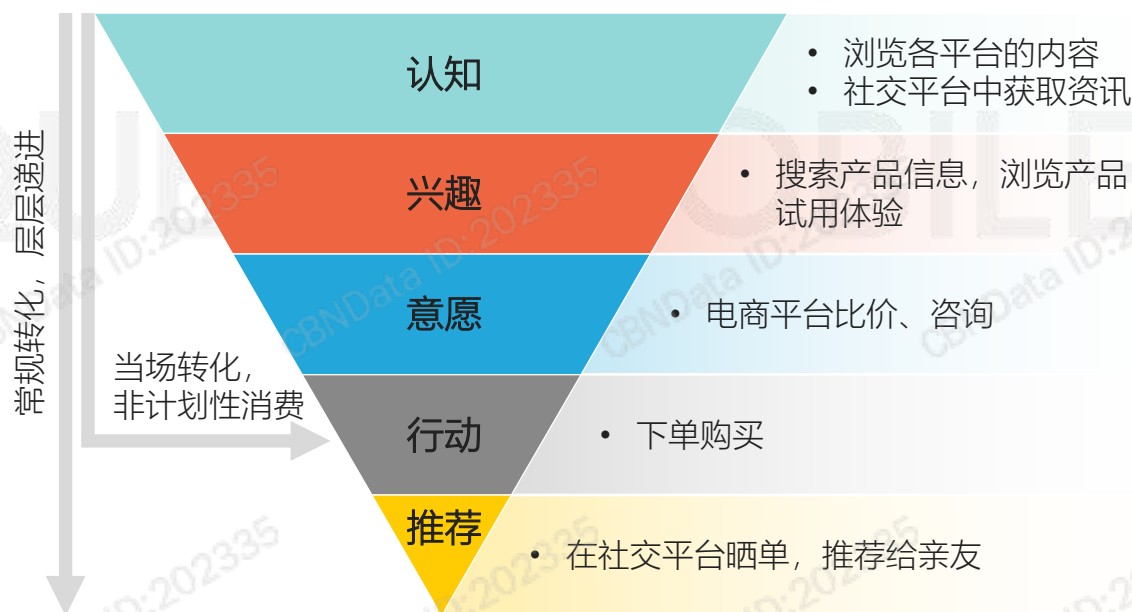 认知
• 浏览各平台的内容
• 社交平台中获取资讯
兴趣
• 搜索产品信息，浏览产品
试用体验
意愿
• 电商平台比价、咨询
常规转化，层层递进
当场转化，
非计划性消费
行动
• 下单购买
推荐
• 在社交平台晒单，推荐给亲友
CBNData ID:202335